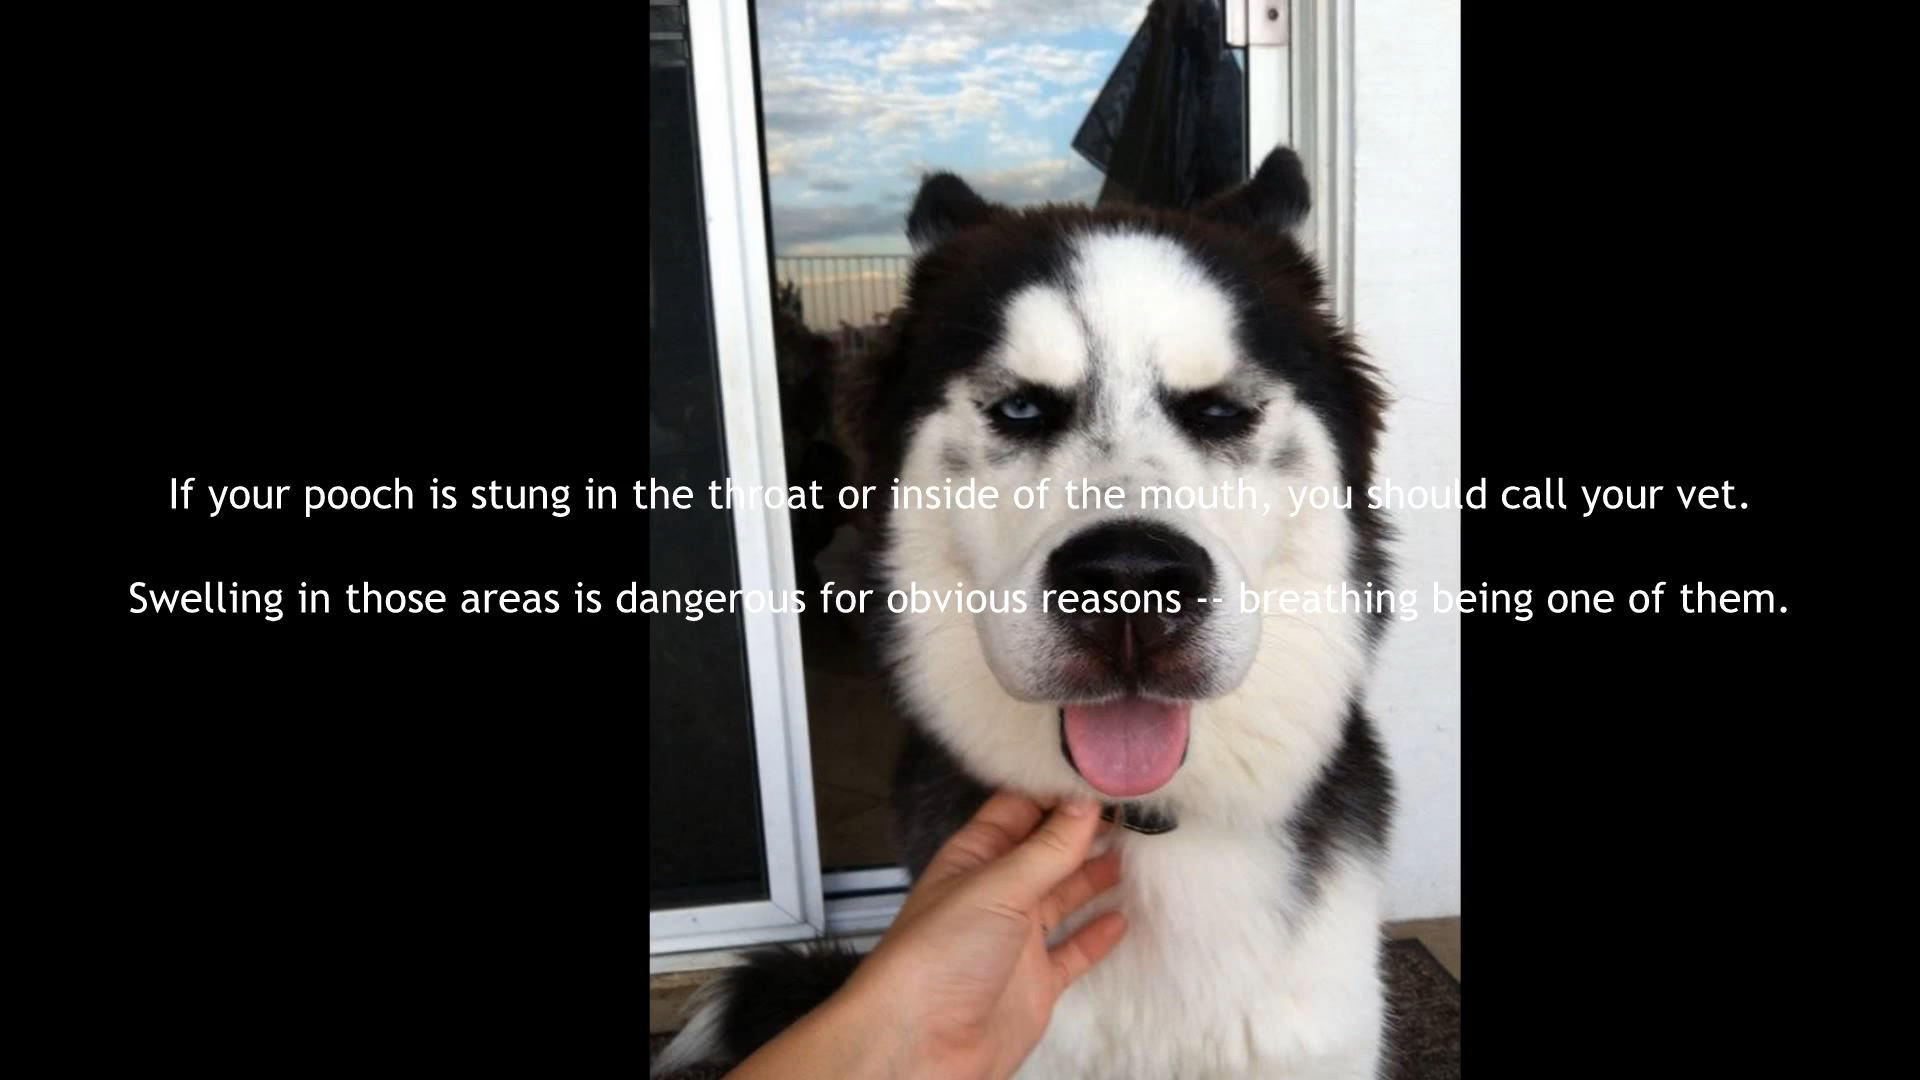 If your pooch is stung in the throat or inside of the mouth, you should call your vet.
Swelling in those areas is dangerous for obvious reasons -- breathing being one of them.